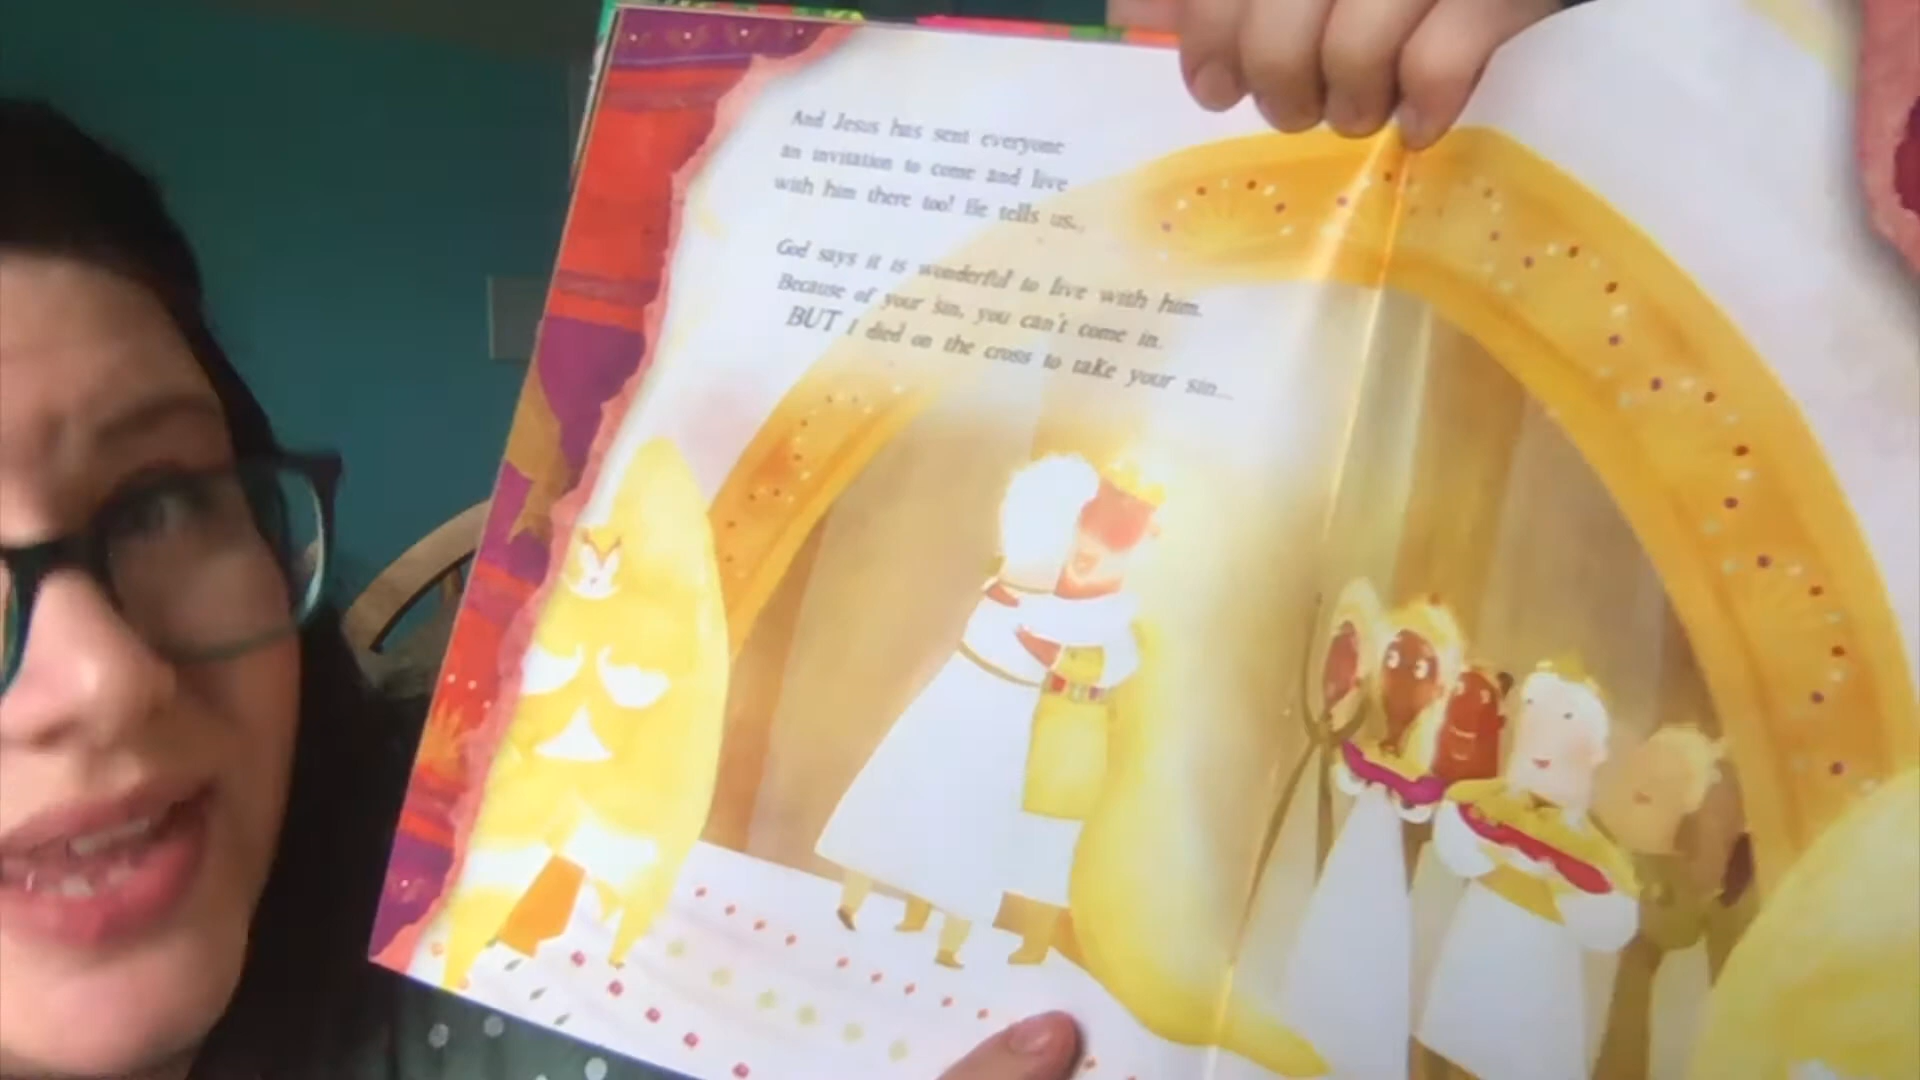 And Jesus has sent everyone
an invitation to come and live
with him there too! He tells us...
God says it is wonderful to live with him.
Because of your sin, you can't come in.
BUT I died on the cross to take your sin...